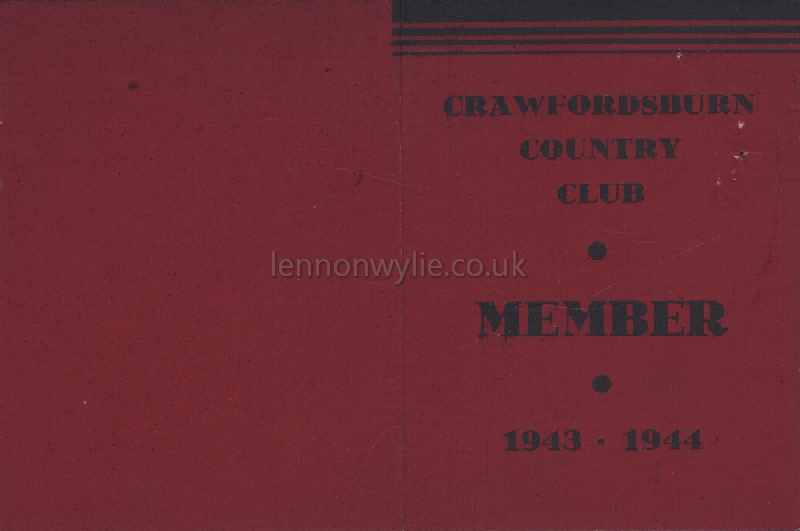 CRAWFORDSBURN
COUNTRY
CLUB
lennonwylie.co.uk
MEMBER
1943 · 1944